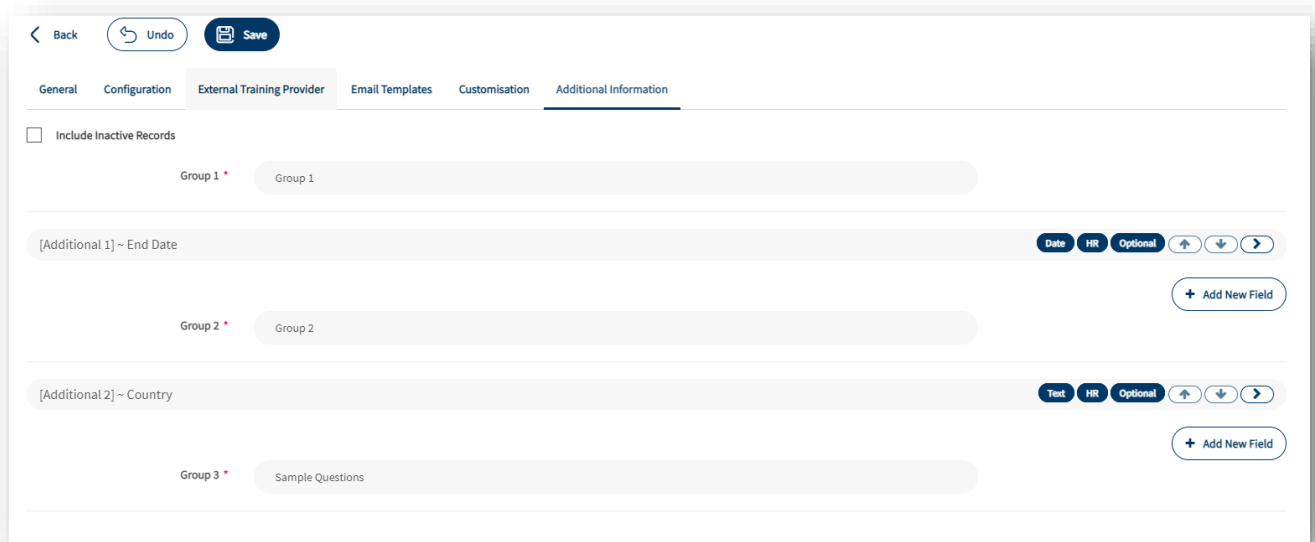 Back Undo Save
General Configuration External Training Provider Email Templates Customisation Additional Information
Include Inactive Records
Group 1 * Group 1
[Additional 1] ~ End Date Date HR Optional
+ Add New Field
Group 2 * Group 2
[Additional 2] ~ Country Text HR Optional
+ Add New Field
Group 3 * Sample Questions